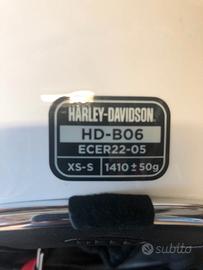 HARLEY-DAVIDSON
HD-B06
ECER22-05
XS-S 1410±50g
subito